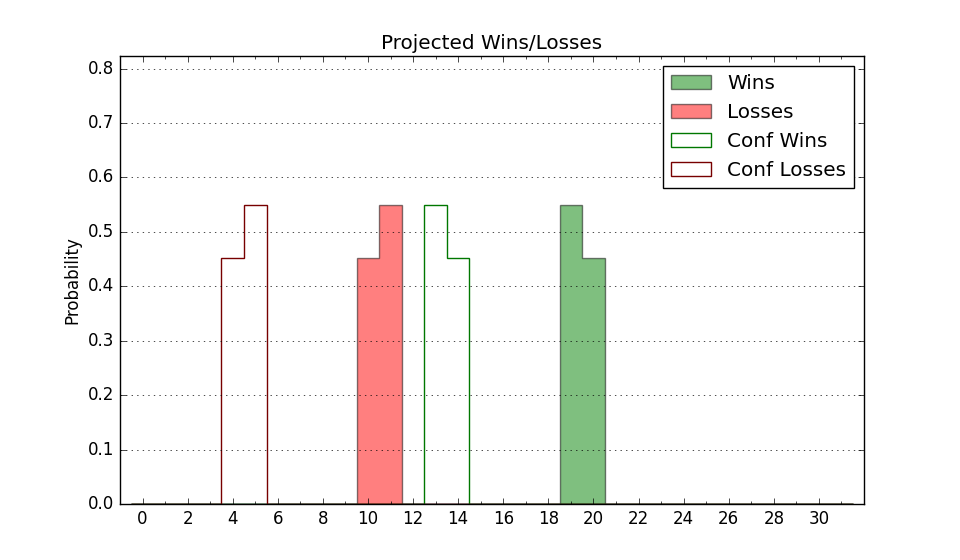 Projected Wins/Losses
Wins
Losses
Conf Wins
Conf Losses
Probability
0.8
0.7
0.6
0.5
0.4
0.3
0.2
0.1
0.0
0 2 4 6 8 10 12 14 16 18 20 22 24 26 28 30